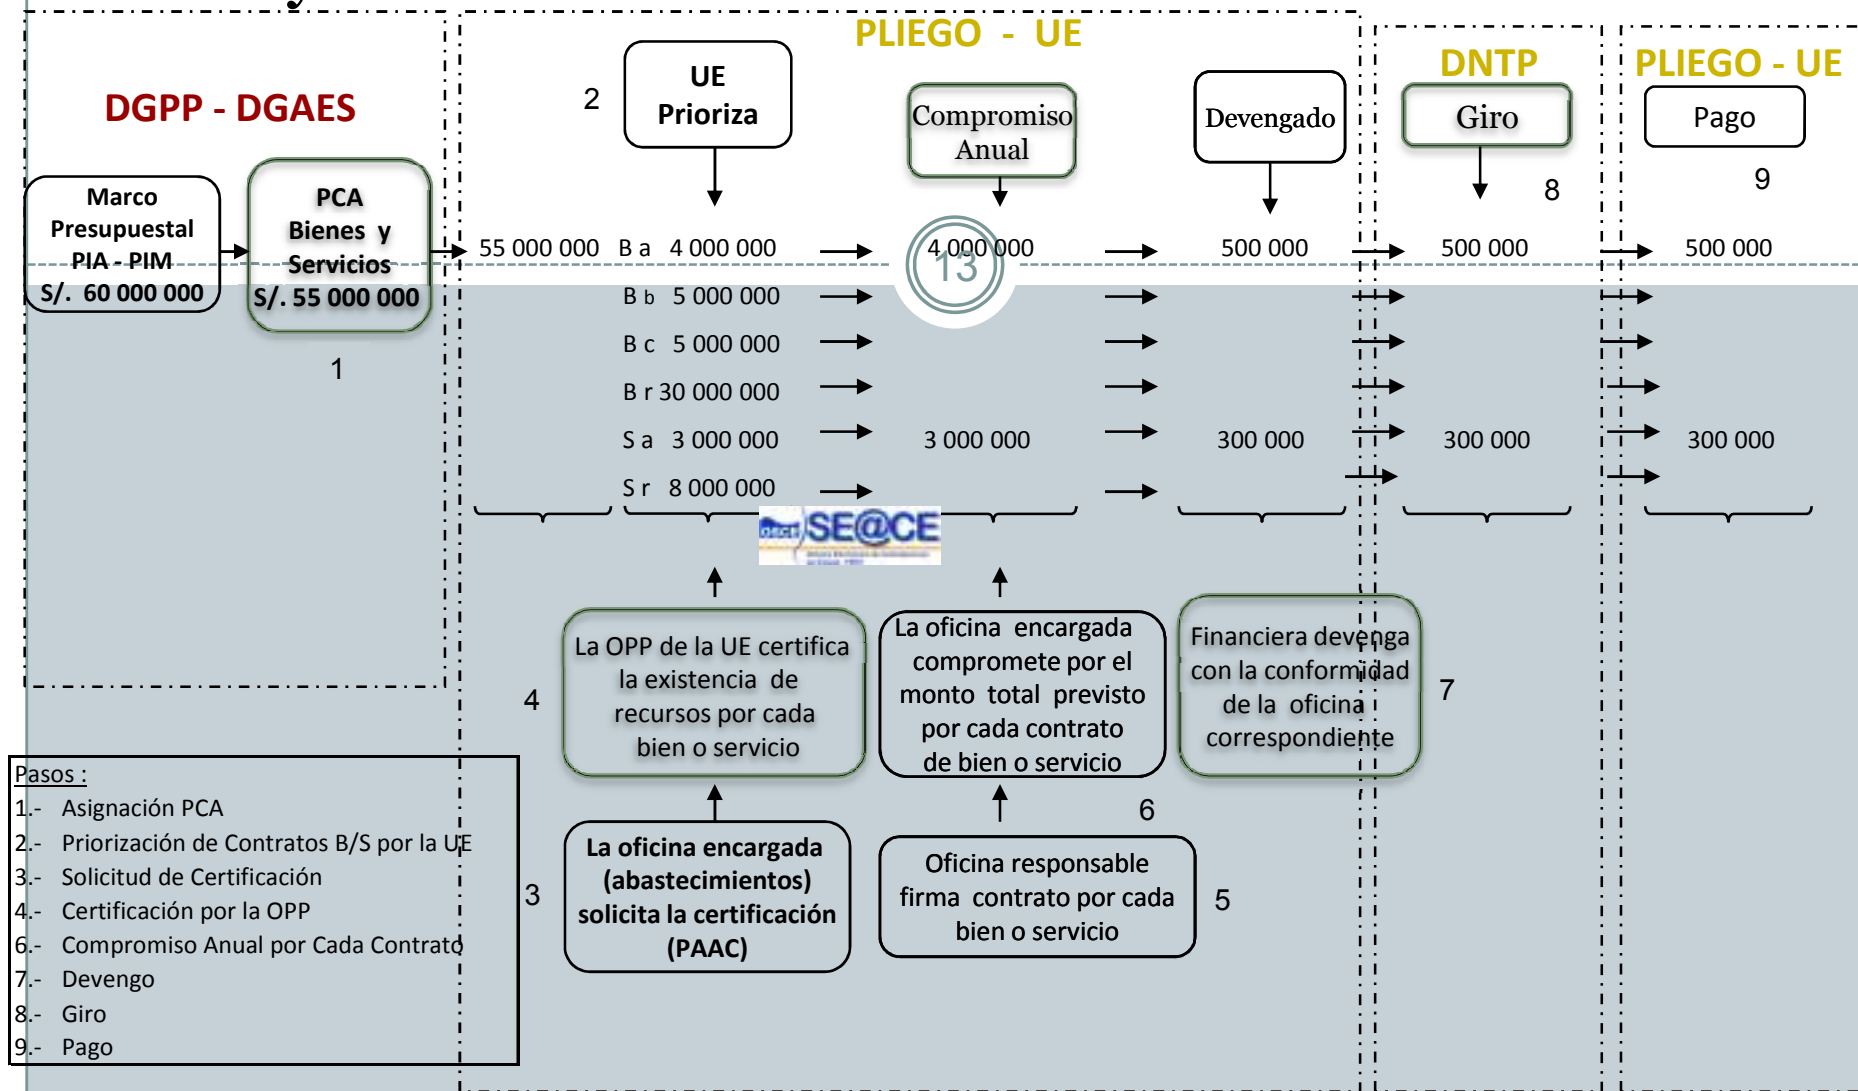 PLIEGO - UE
DNTP
PLIEGO - UE
DGPP - DGAES
2
UE
Prioriza
Compromiso
Anual
Devengado
Giro
Pago
8
9
Marco
Presupuestal
PIA - PIM
S/. 60 000 000
PCA
Bienes y
Servicios
S/. 55 000 000
1
55 000 000 B a 4 000 000 4 000 000 500 000 500 000 500 000
13
B b 5 000 000
B c 5 000 000
B r 30 000 000
S a 3 000 000 3 000 000 300 000 300 000 300 000
S r 8 000 000
SE@CE
La OPP de la UE certifica
la existencia de
recursos por cada
bien o servicio
4
La oficina encargada
compromete por el
monto total previsto
por cada contrato
de bien o servicio
6
Financiera devenga
con la conformidad
de la oficina
correspondiente
7
La oficina encargada
(abastecimientos)
solicita la certificación
(PAAC)
3
Oficina responsable
firma contrato por cada
bien o servicio
5
Pasos :
1.- Asignación PCA
2.- Priorización de Contratos B/S por la UE
3.- Solicitud de Certificación
4.- Certificación por la OPP
6.- Compromiso Anual por Cada Contrato
7.- Devengo
8.- Giro
9.- Pago